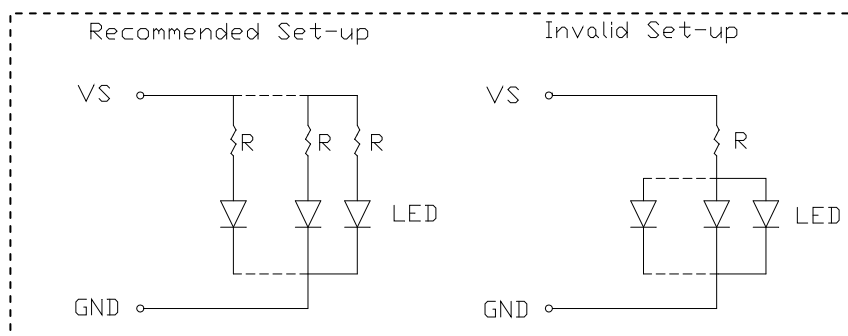 Recommended Set-up
VS
R
R
R
LED
GND
Invalid Set-up
VS
R
LED
GND